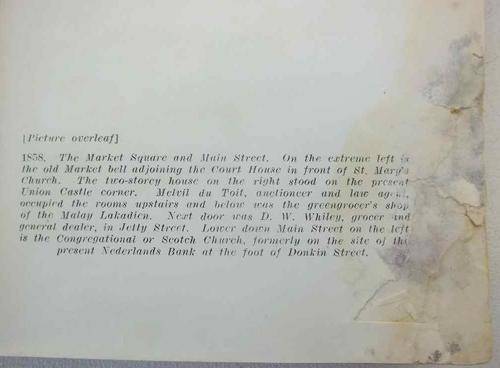 [Picture overleaf]
1858. The Market Square and Main Street. On the extreme left is
the old Market bell adjoining the Court House in front of St. Mary's
Church. The two-storey house on the right stood on the present
Union Castle corner. Melvil du Toit, auctioneer and law agent,
occupied the rooms upstairs and below was the greengrocer's shop
of the Malay Lakadien. Next door was D. W. Whiley, grocer and
general dealer, in Jetty Street. Lower down Main Street on the left
is the Congregational or Scotch Church, formerly on the site of the
present Nederlands Bank at the foot of Donkin Street.